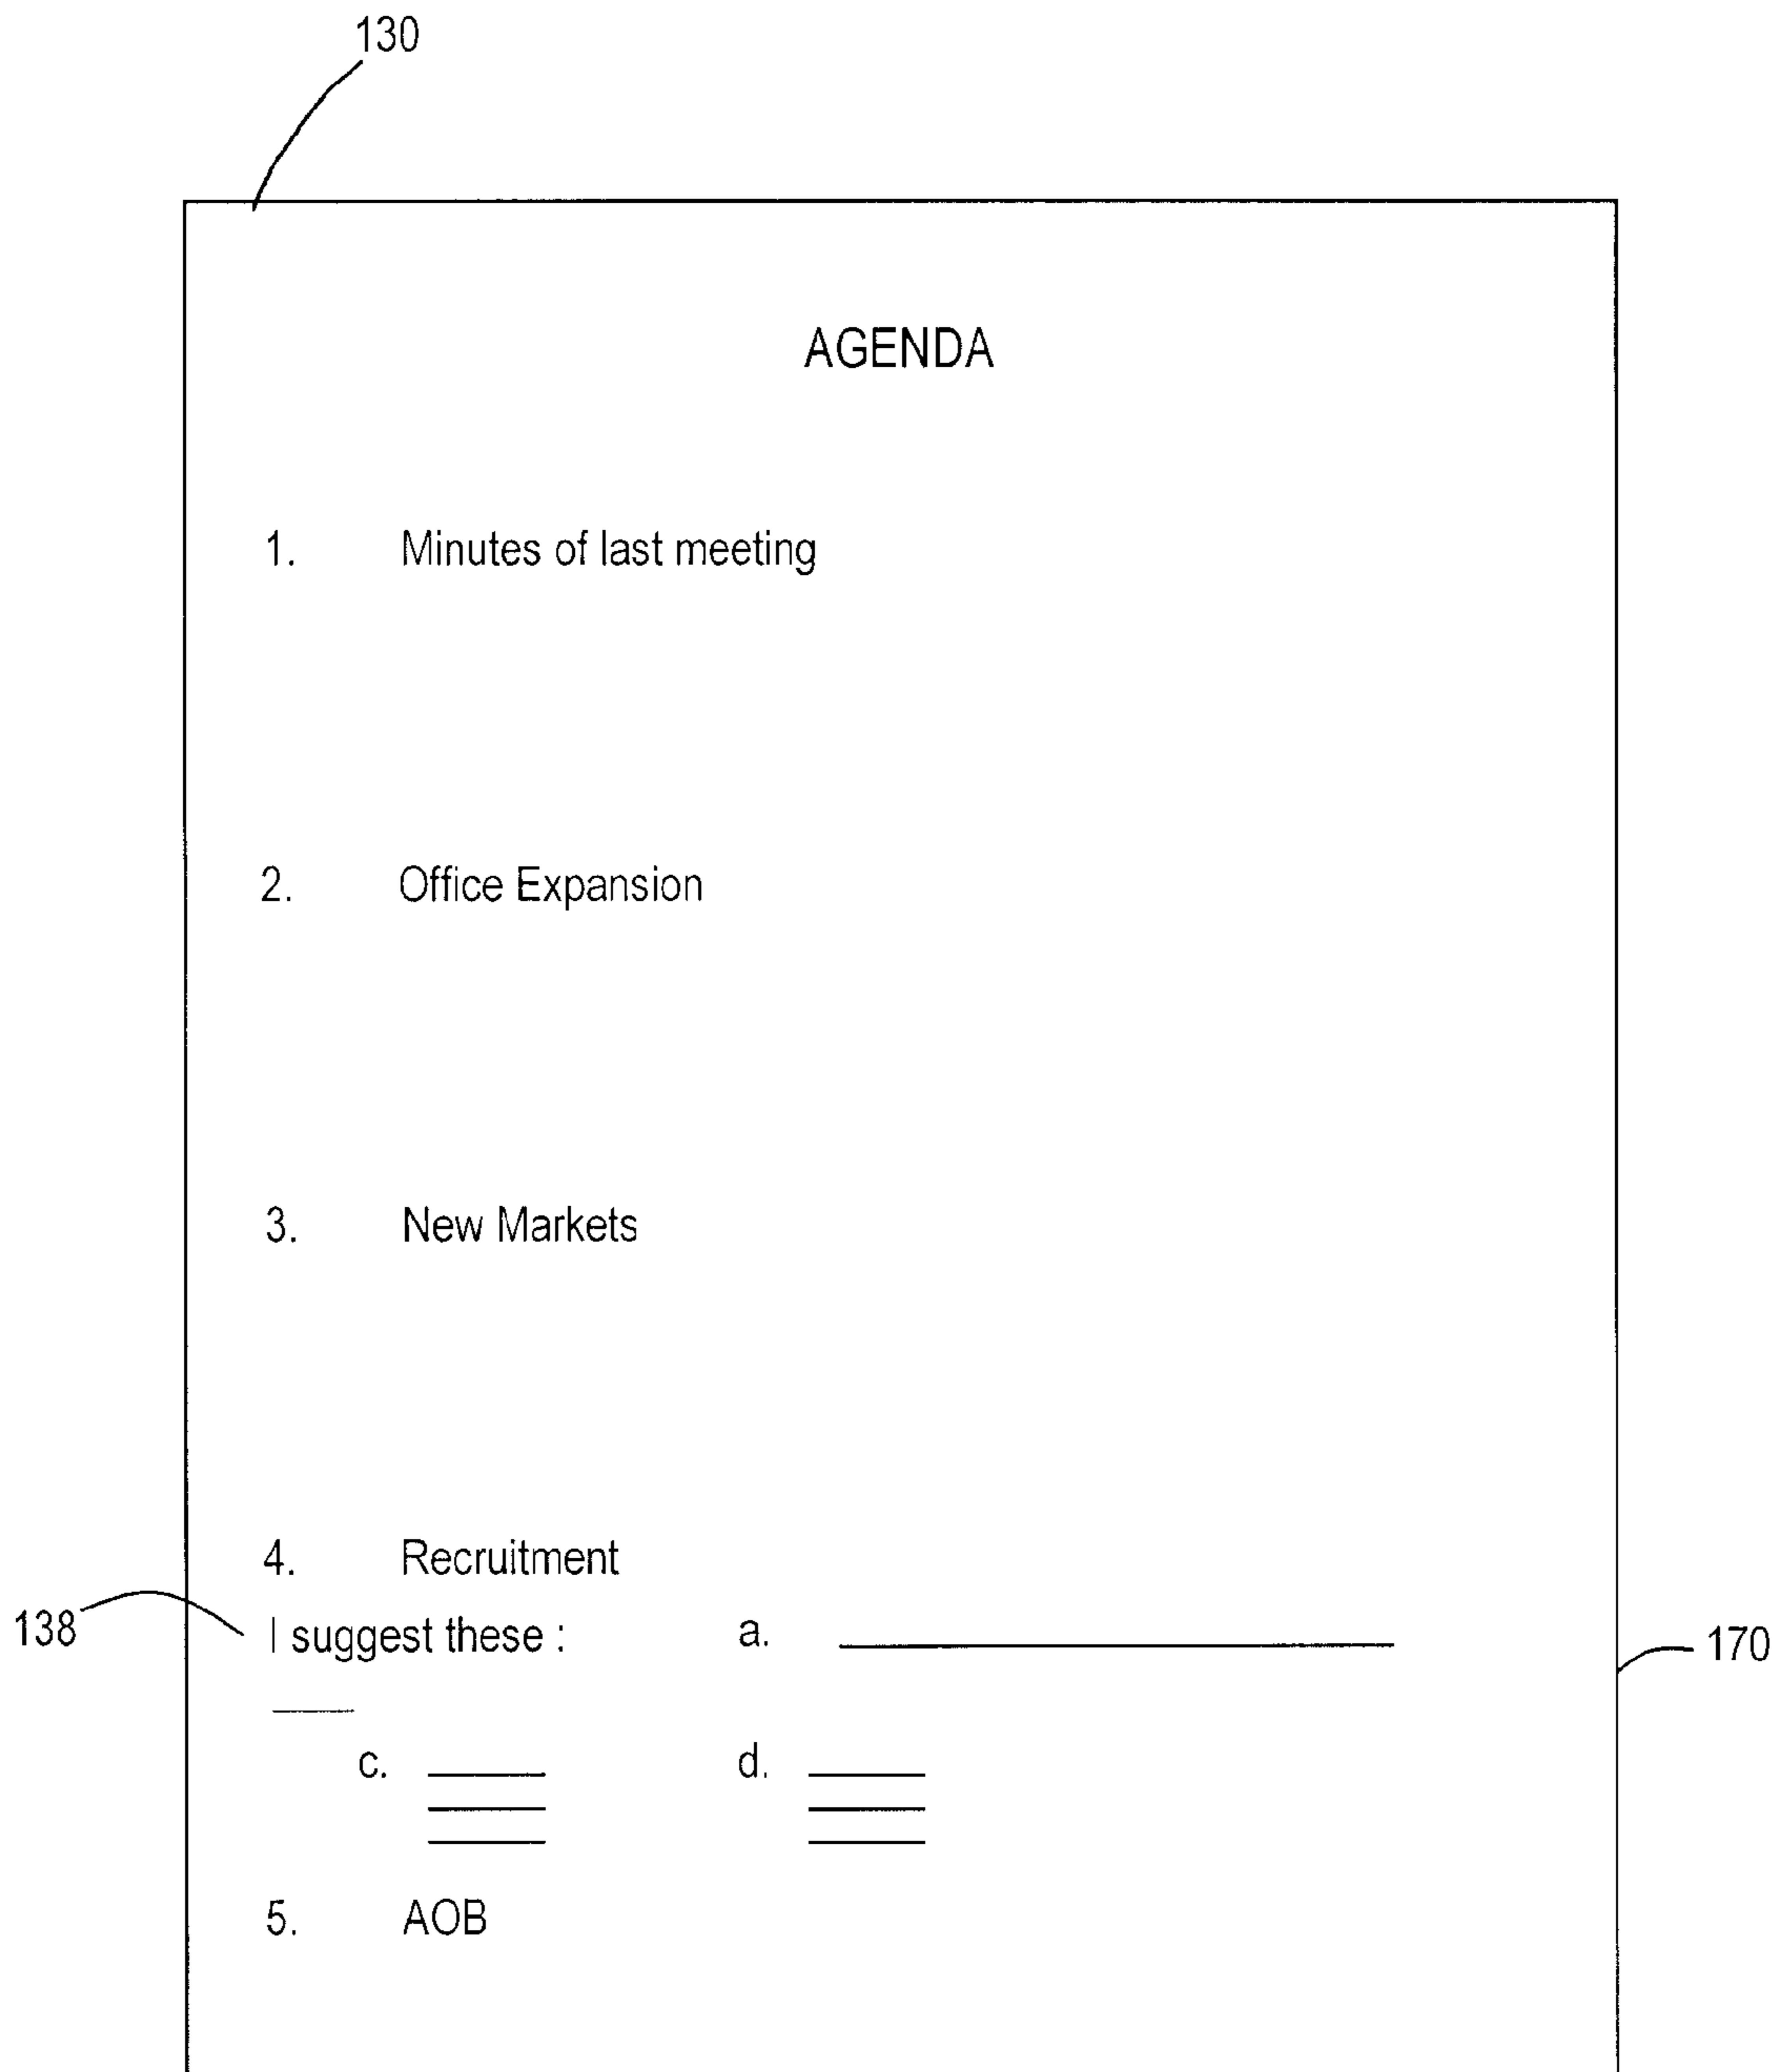 130
AGENDA
1. Minutes of last meeting
2. Office Expansion
3. New Markets
4. Recruitment
138 I suggest these : a. 170
c. d.
5. AOB